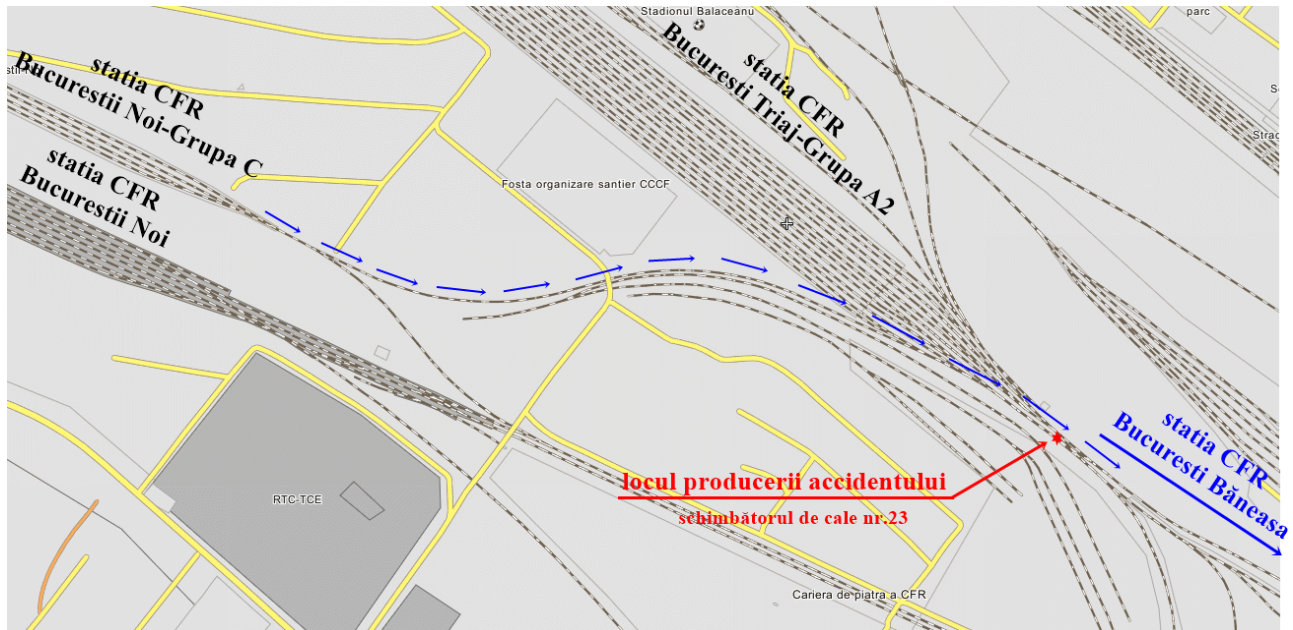 Stadionul Balaceanu
parc
statia CFR
Bucuresti Triaj-Grupa A2
statia CFR
Bucurestii Noi-Grupa C
statia CFR
Bucurestii Noi
Fosta organizare santier CCCF
statia CFR
Bucuresti Băneasa
locul producerii accidentului
schimbătorul de cale nr.23
RTC-TCE
Cariera de piatra a CFR